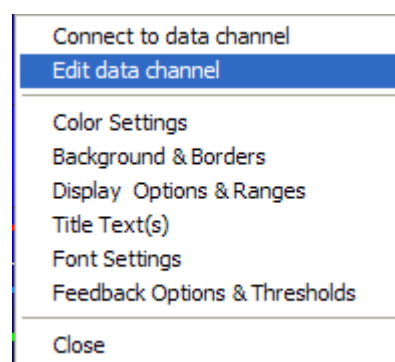 Connect to data channel
Edit data channel
Color Settings
Background & Borders
Display  Options & Ranges
Title Text(s)
Font Settings
Feedback Options & Thresholds
Close